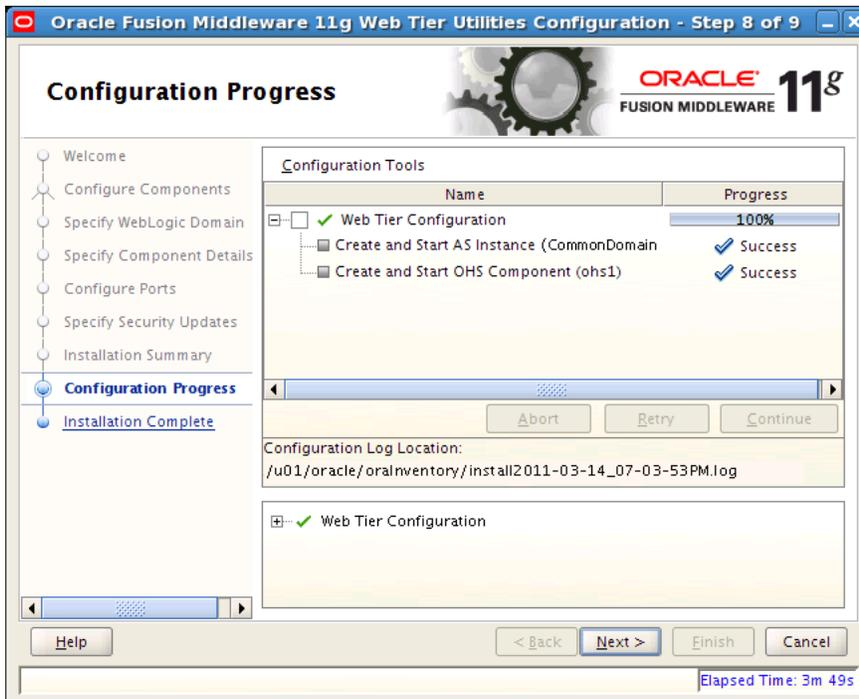 Oracle Fusion Middleware 11g Web Tier Utilities Configuration - Step 8 of 9
Configuration Progress
ORACLE
FUSION MIDDLEWARE
11g
Welcome
Configure Components
Specify WebLogic Domain
Specify Component Details
Configure Ports
Specify Security Updates
Installation Summary
Configuration Progress
Installation Complete
Configuration Tools
Name Progress
Web Tier Configuration 100%
Create and Start AS Instance (CommonDomain Success
Create and Start OHS Component (ohs1) Success
Abort Retry Continue
Configuration Log Location:
/u01/oracle/oraInventory/install2011-03-14_07-03-53PM.log
Web Tier Configuration
Help < Back Next > Finish Cancel
Elapsed Time: 3m 49s